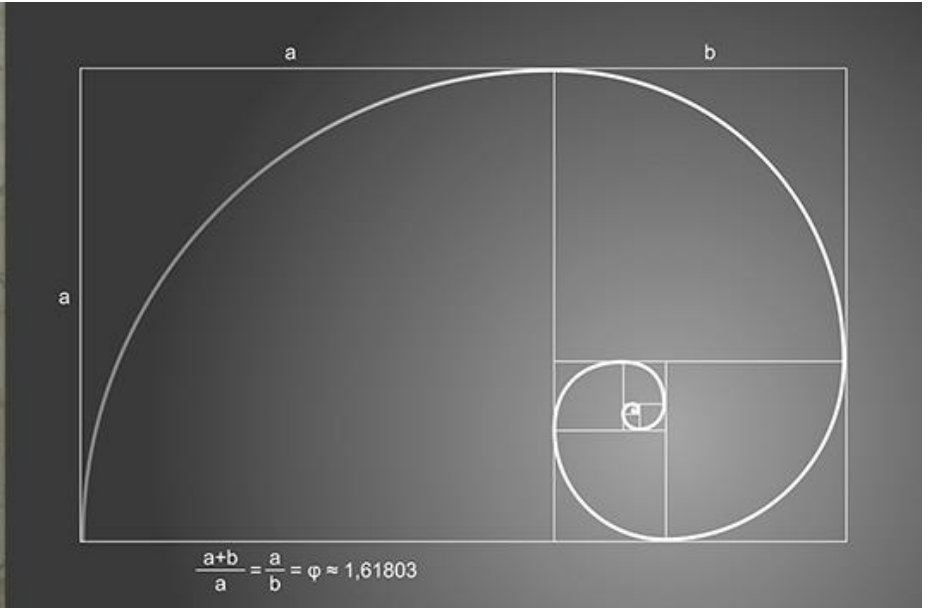 a b
a
a+b/a = a/b = φ ≈ 1,61803